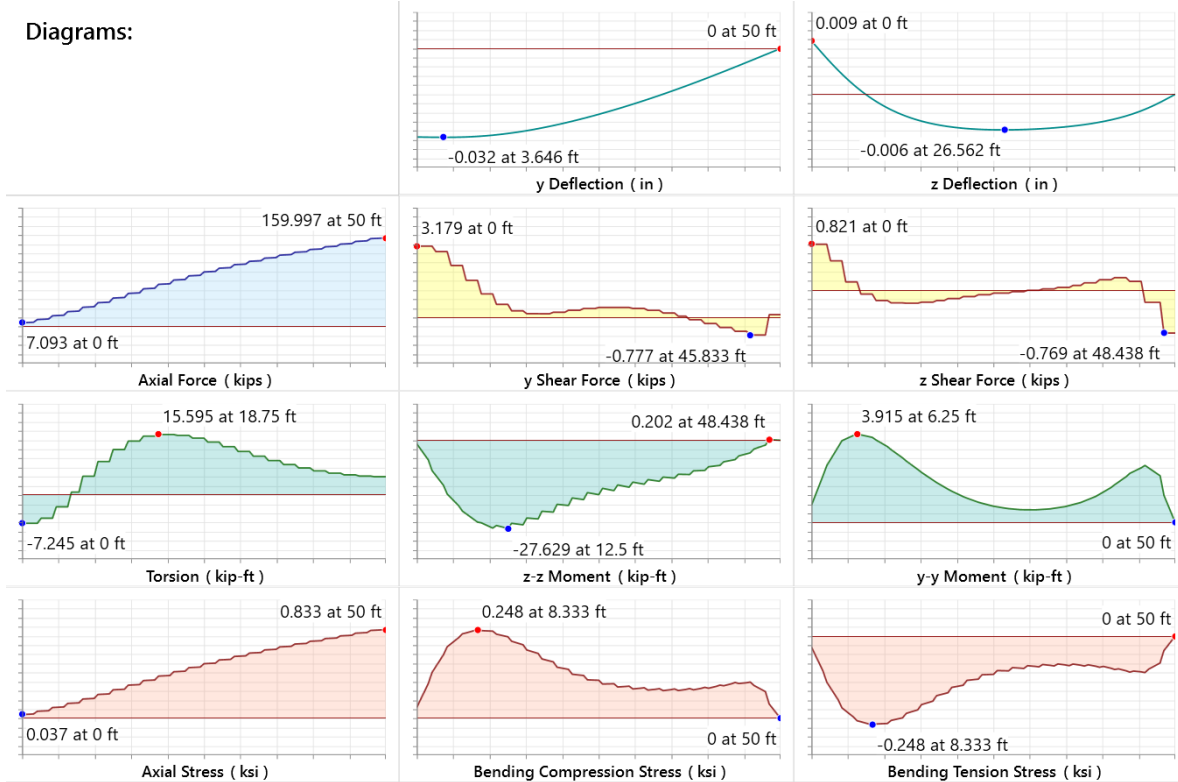 Diagrams:
0 at 50 ft
-0.032 at 3.646 ft
y Deflection ( in )
0.009 at 0 ft
-0.006 at 26.562 ft
z Deflection ( in )
159.997 at 50 ft
7.093 at 0 ft
Axial Force ( kips )
3.179 at 0 ft
-0.777 at 45.833 ft
y Shear Force ( kips )
0.821 at 0 ft
-0.769 at 48.438 ft
z Shear Force ( kips )
15.595 at 18.75 ft
-7.245 at 0 ft
Torsion ( kip-ft )
0.202 at 48.438 ft
-27.629 at 12.5 ft
z-z Moment ( kip-ft )
3.915 at 6.25 ft
0 at 50 ft
y-y Moment ( kip-ft )
0.833 at 50 ft
0.037 at 0 ft
Axial Stress ( ksi )
0.248 at 8.333 ft
0 at 50 ft
Bending Compression Stress ( ksi )
0 at 50 ft
-0.248 at 8.333 ft
Bending Tension Stress ( ksi )